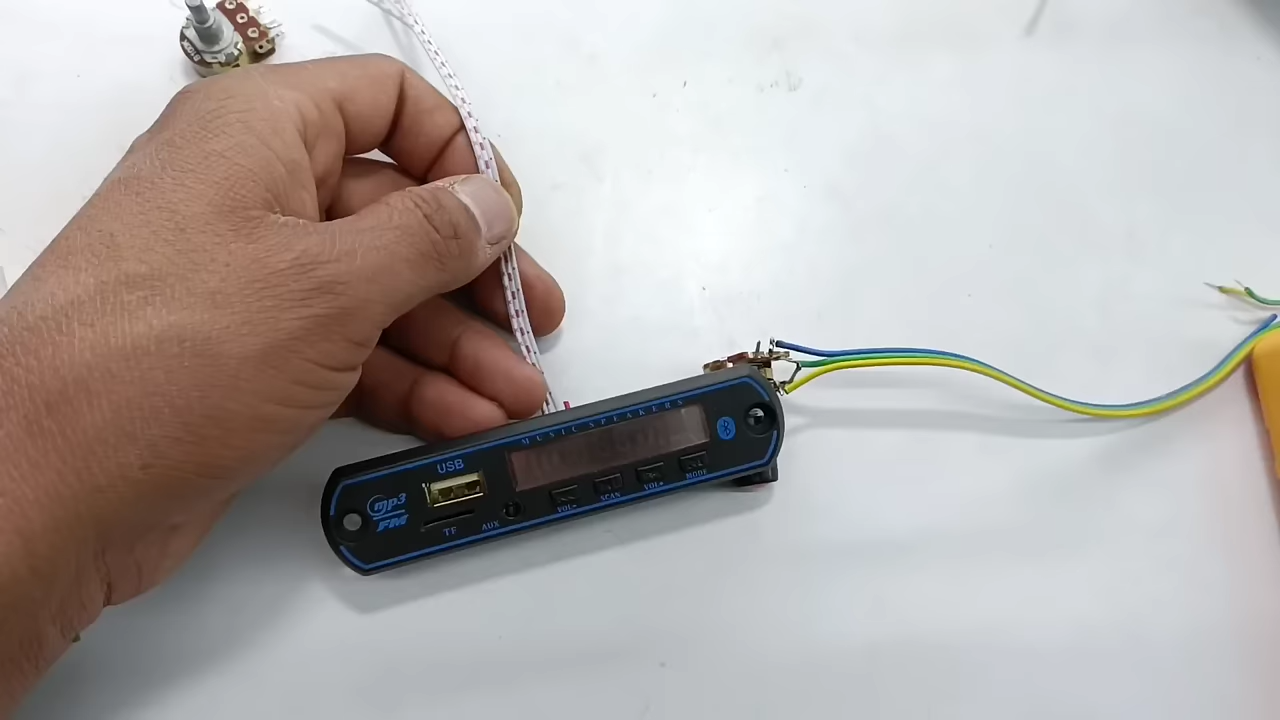 MUSIC SPEAKERS
USB
mp3
FM
TF
AUX
VOL-
SCAN
VOL+
MODE